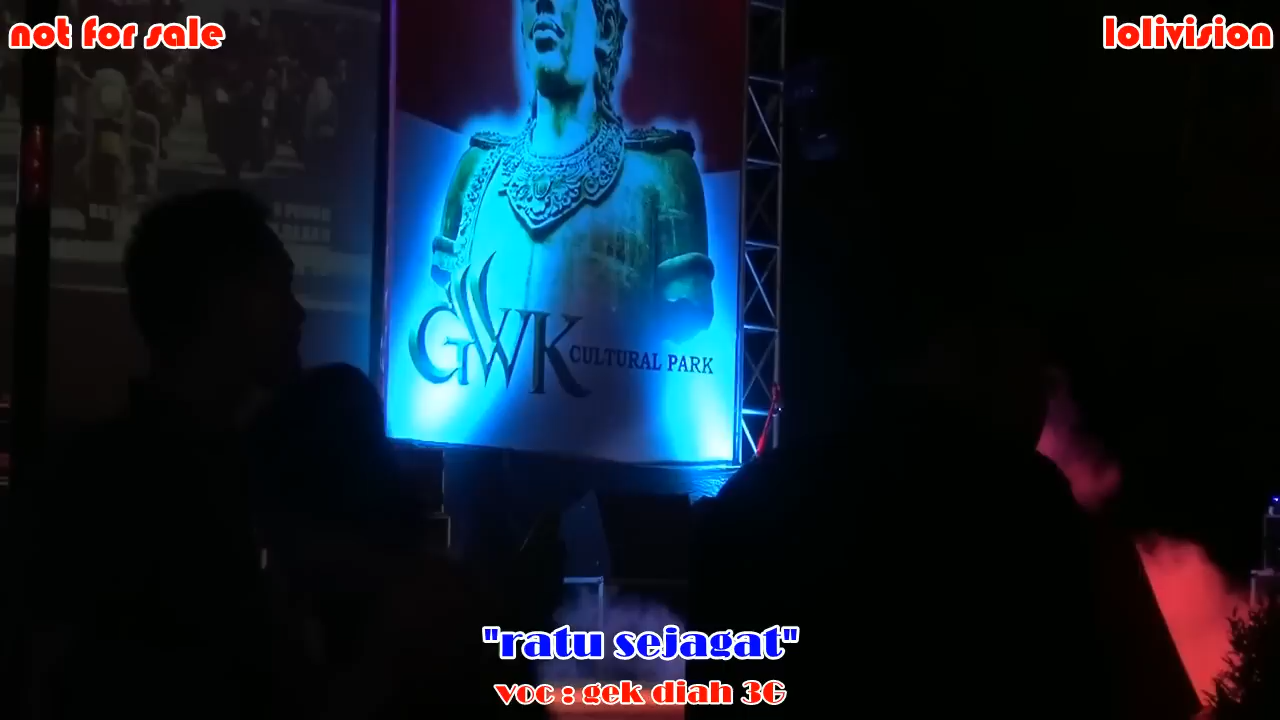 not for sale
lolivision
GWK CULTURAL PARK
"ratu sejagat"
voc : gek diah 3G